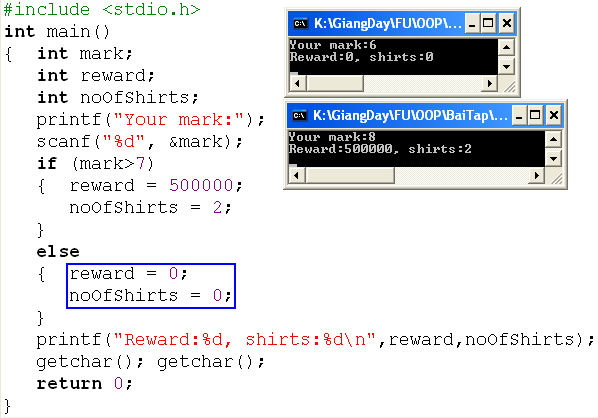 #include <stdio.h>
int main()
{  int mark;
   int reward;
   int noOfShirts;
   printf("Your mark:");
   scanf("%d", &mark);
   if (mark>7)
   {  reward = 500000;
      noOfShirts = 2;
   }
   else
   {  reward = 0;
      noOfShirts = 0;
   }
   printf("Reward:%d, shirts:%d\n",reward,noOfShirts);
   getchar(); getchar();
   return 0;
}
K:\GiangDay\FU\OOP\...
Your mark:6
Reward:0, shirts:0
K:\GiangDay\FU\OOP\BaiTap\...
Your mark:8
Reward:500000, shirts:2